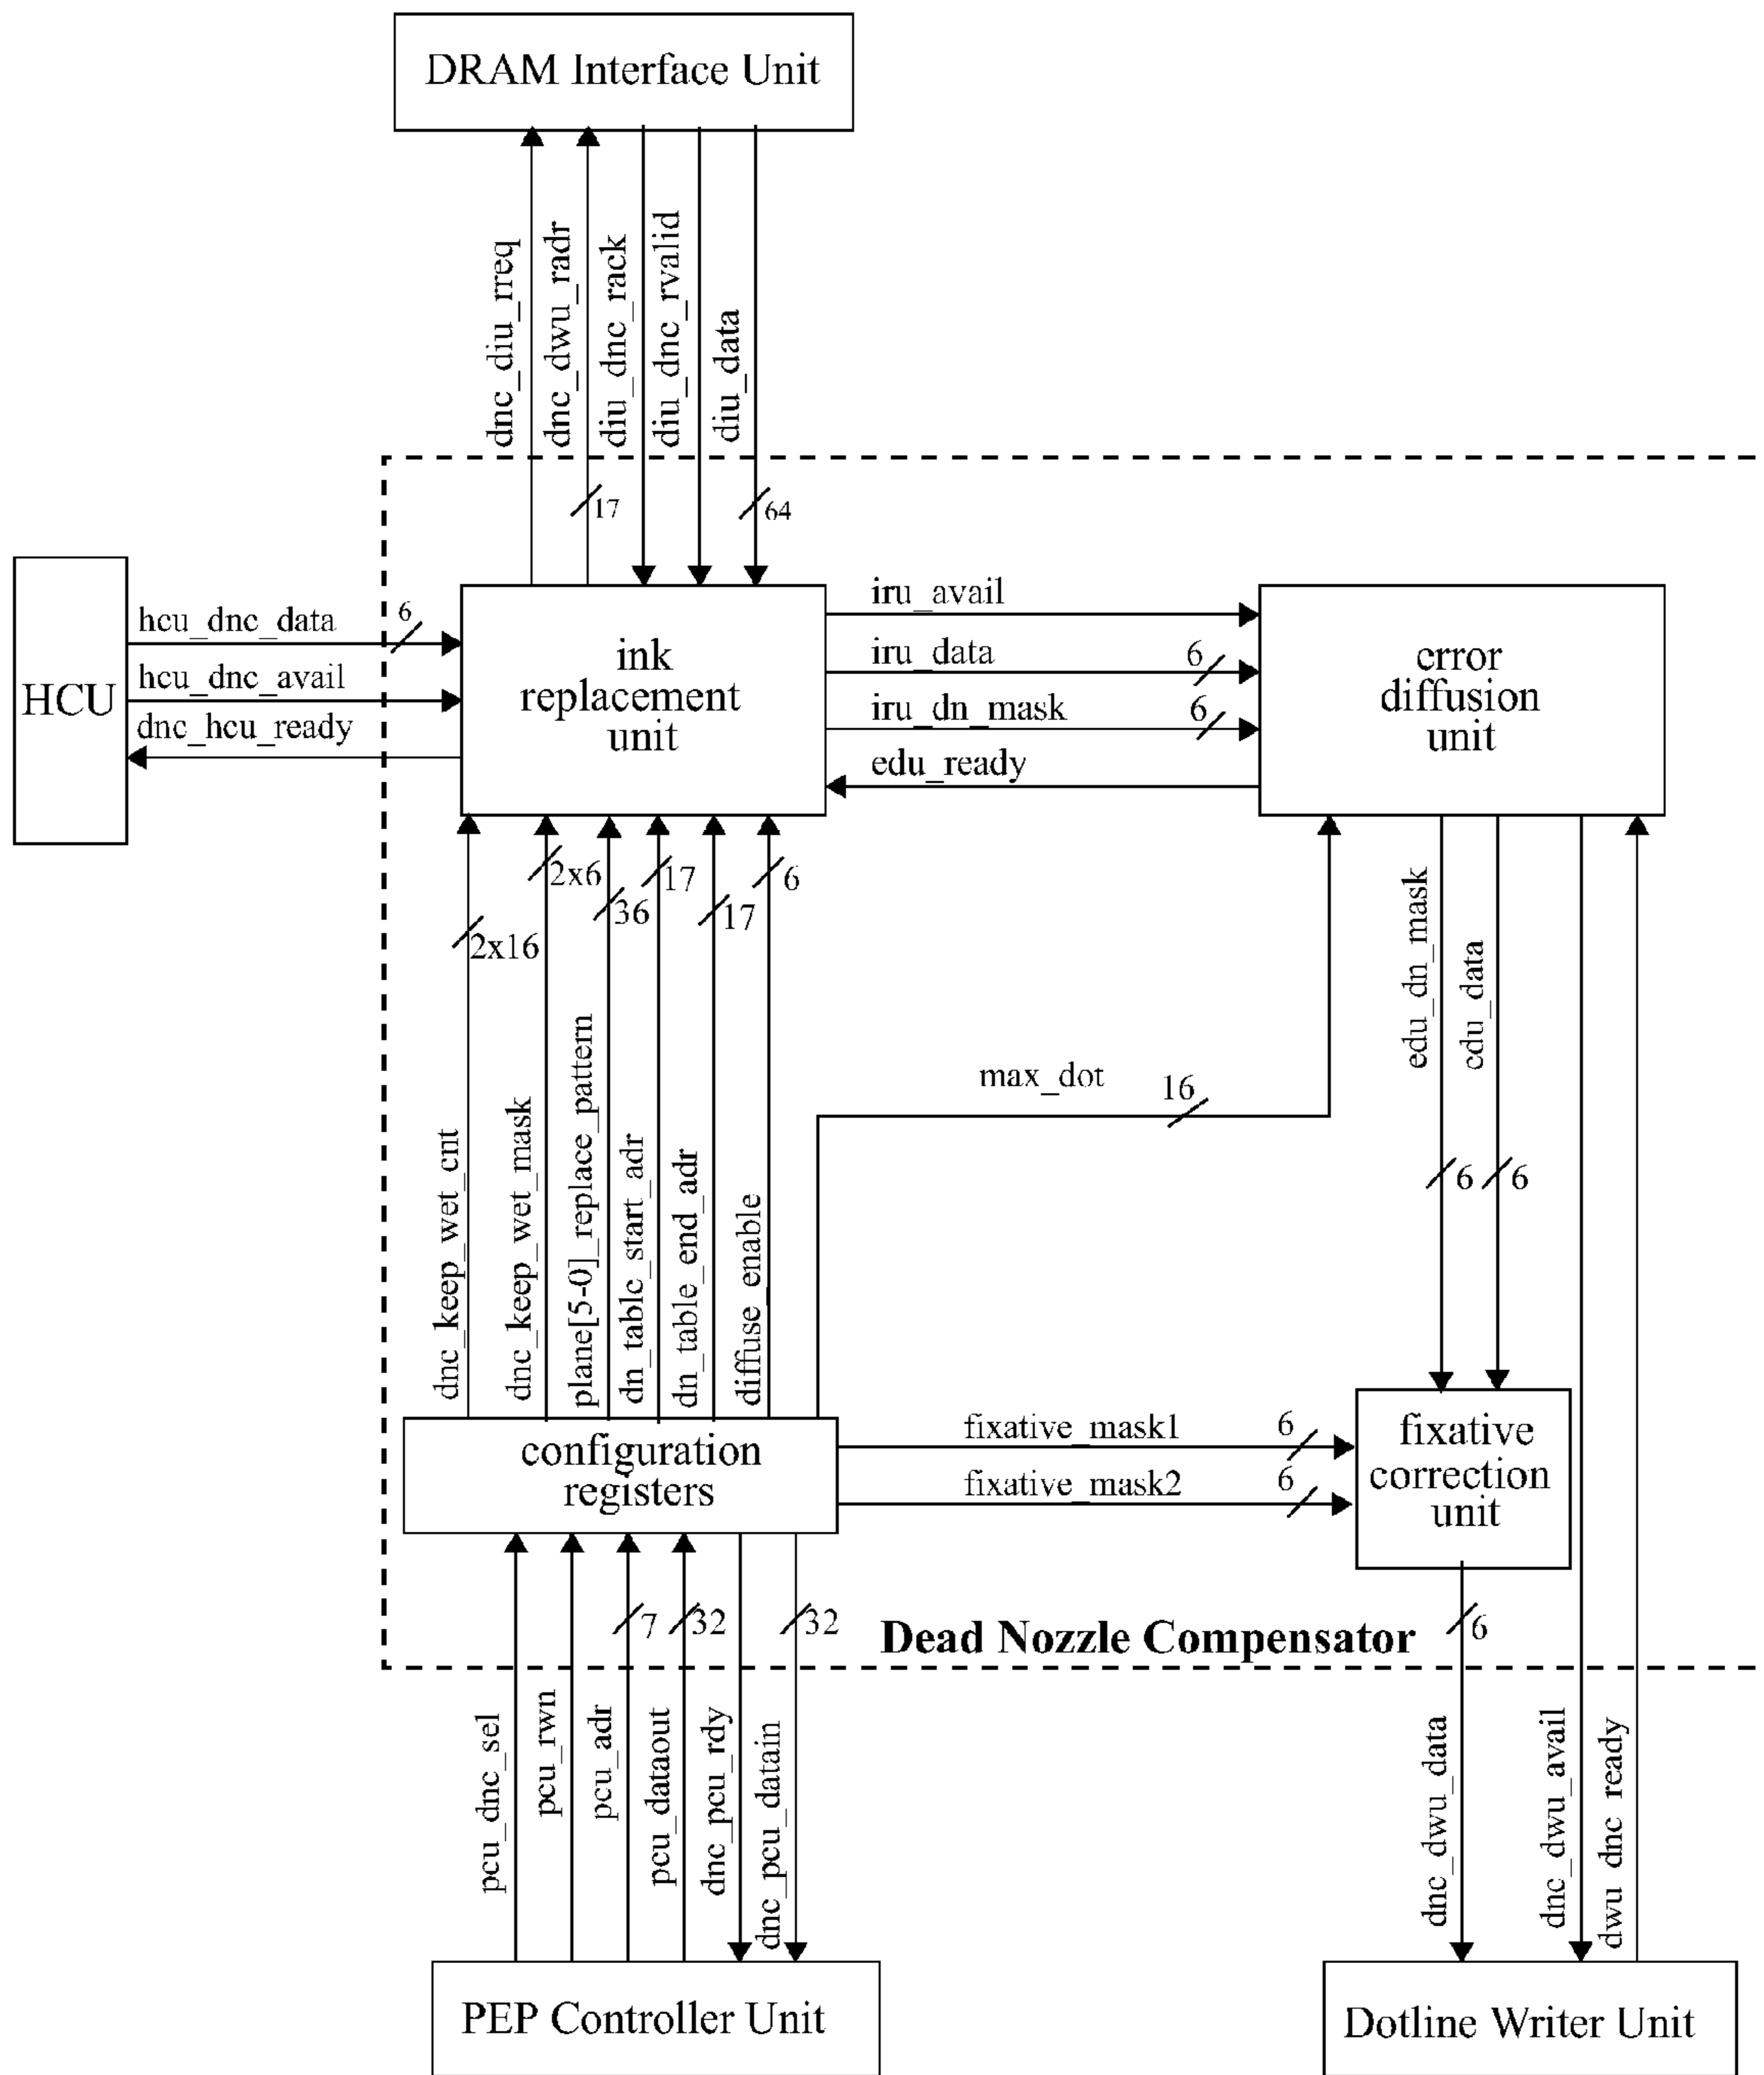 DRAM Interface Unit
dnc_diu_rreq
dnc_dwu_radr
diu_dnc_rack
diu_dnc_rvalid
diu_data
17
64
HCU
hcu_dnc_data
6
hcu_dnc_avail
dnc_hcu_ready
ink
replacement
unit
iru_avail
iru_data
6
iru_dn_mask
6
edu_ready
error
diffusion
unit
2x16
2x6
36
17
17
6
dnc_keep_wet_cnt
dnc_keep_wet_mask
plane[5-0]_replace_pattern
dn_table_start_adr
dn_table_end_adr
diffuse_enable
max_dot
16
edu_dn_mask
edu_data
6
6
configuration
registers
fixative_mask1
6
fixative_mask2
6
fixative
correction
unit
7
32
32
Dead Nozzle Compensator
6
pcu_dnc_sel
pcu_rwn
pcu_adr
pcu_dataout
dnc_pcu_rdy
dnc_pcu_datain
dnc_dwu_data
dnc_dwu_avail
dwu_dnc_ready
PEP Controller Unit
Dotline Writer Unit